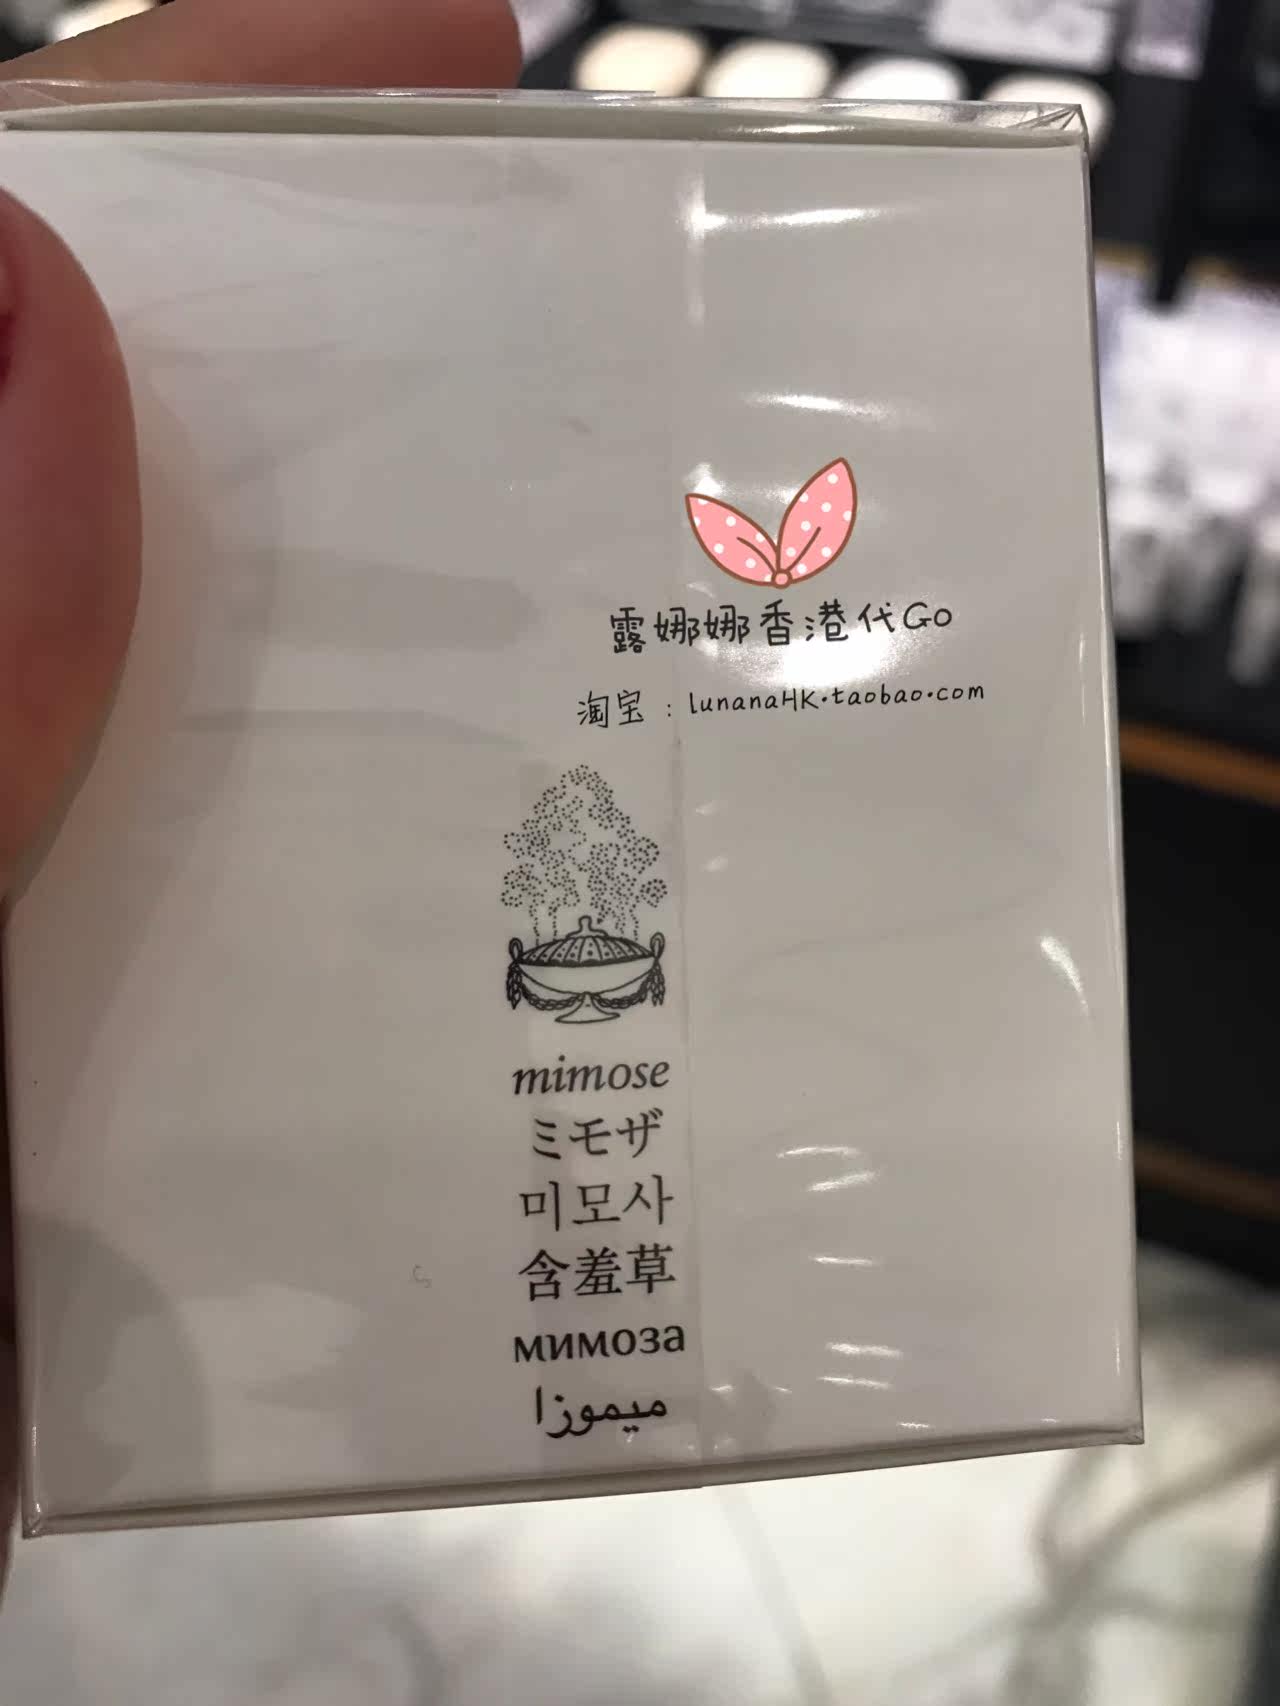 露娜娜香港代Go
淘宝：lunanaHK.taobao.com
mimose
ミモザ
미모사
含羞草
мимоза
ميموزا